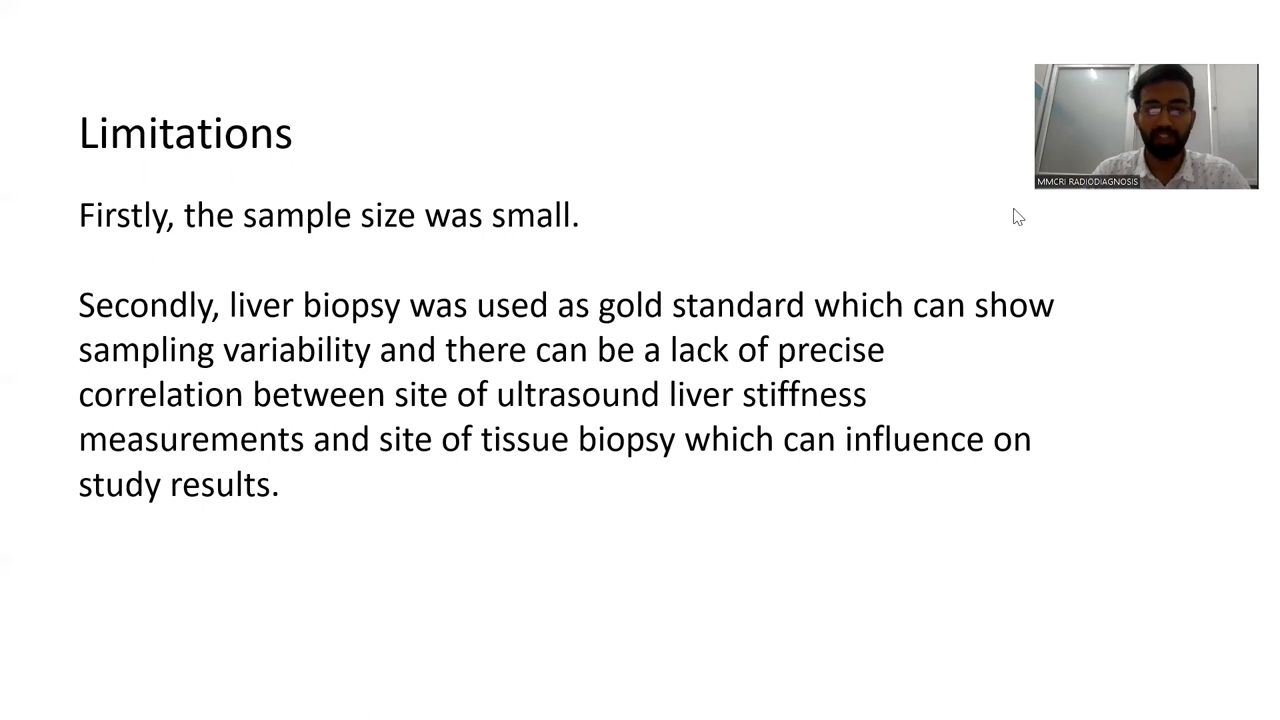 Limitations
MMCRI RADIODIAGNOSIS
Firstly, the sample size was small.
Secondly, liver biopsy was used as gold standard which can show
sampling variability and there can be a lack of precise
correlation between site of ultrasound liver stiffness
measurements and site of tissue biopsy which can influence on
study results.